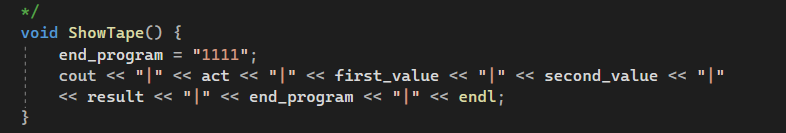 */
void ShowTape() {
end_program = "1111";
cout << "|" << act << "|" << first_value << "|" << second_value << "|"
<< result << "|" << end_program << "|" << endl;
}